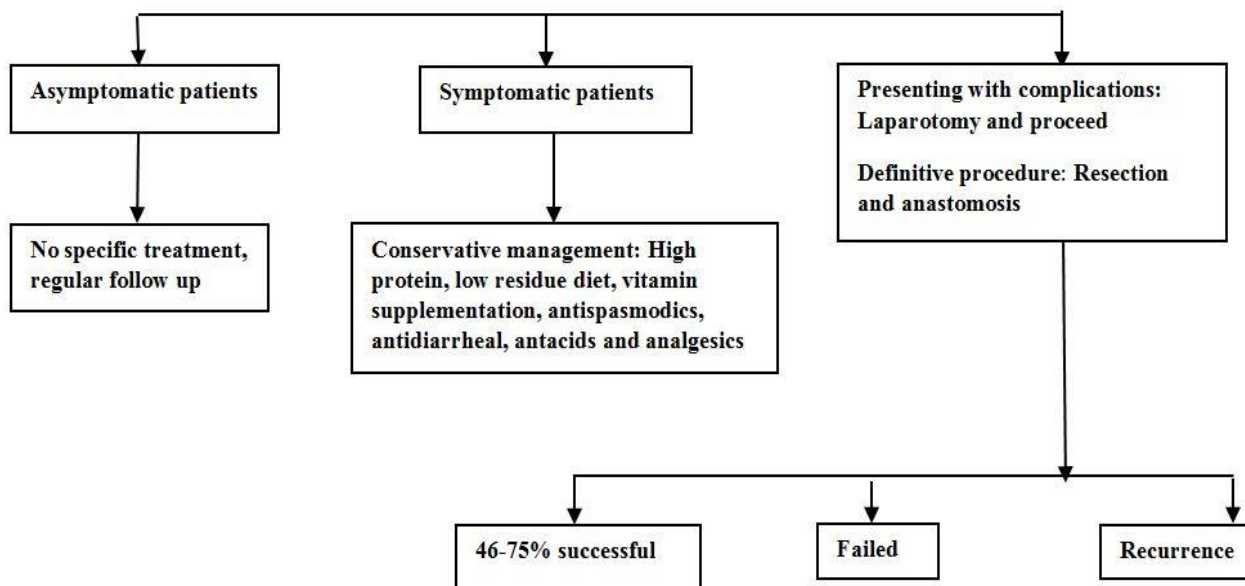 Asymptomatic patients
Symptomatic patients
Presenting with complications:
Laparotomy and proceed
Definitive procedure: Resection
and anastomosis
No specific treatment,
regular follow up
Conservative management: High
protein, low residue diet, vitamin
supplementation, antispasmodics,
antidiarrheal, antacids and analgesics
46-75% successful
Failed
Recurrence